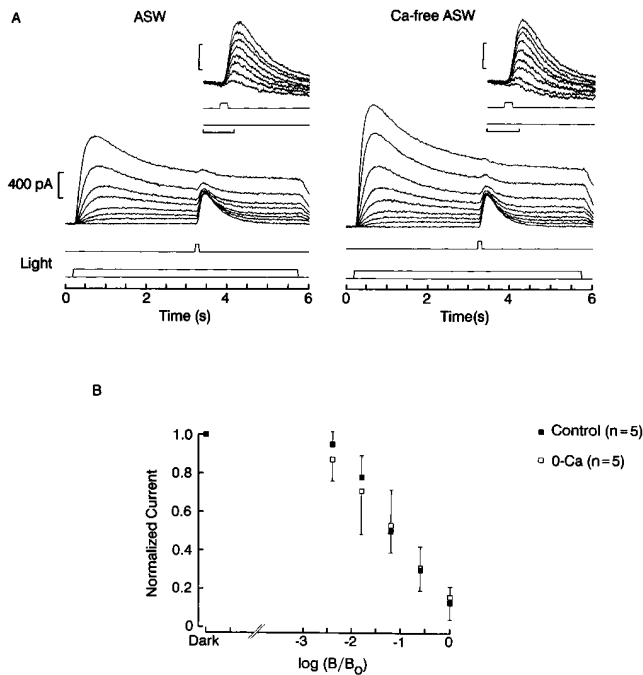 A
ASW
Ca-free ASW
400 pA
Light
0 2 4 6
Time (s)
0 2 4 6
Time(s)
B
1.0
0.8
0.6
0.4
0.2
0
Normalized Current
Dark -3 -2 -1 0
log (B/Bo)
Control (n=5)
0-Ca (n=5)